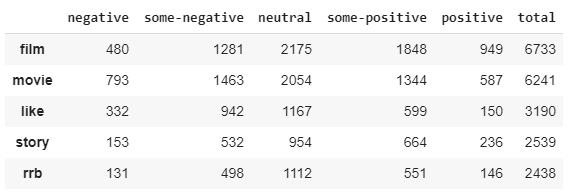 negative some-negative neutral some-positive positive total
film 480 1281 2175 1848 949 6733
movie 793 1463 2054 1344 587 6241
like 332 942 1167 599 150 3190
story 153 532 954 664 236 2539
rrb 131 498 1112 551 146 2438